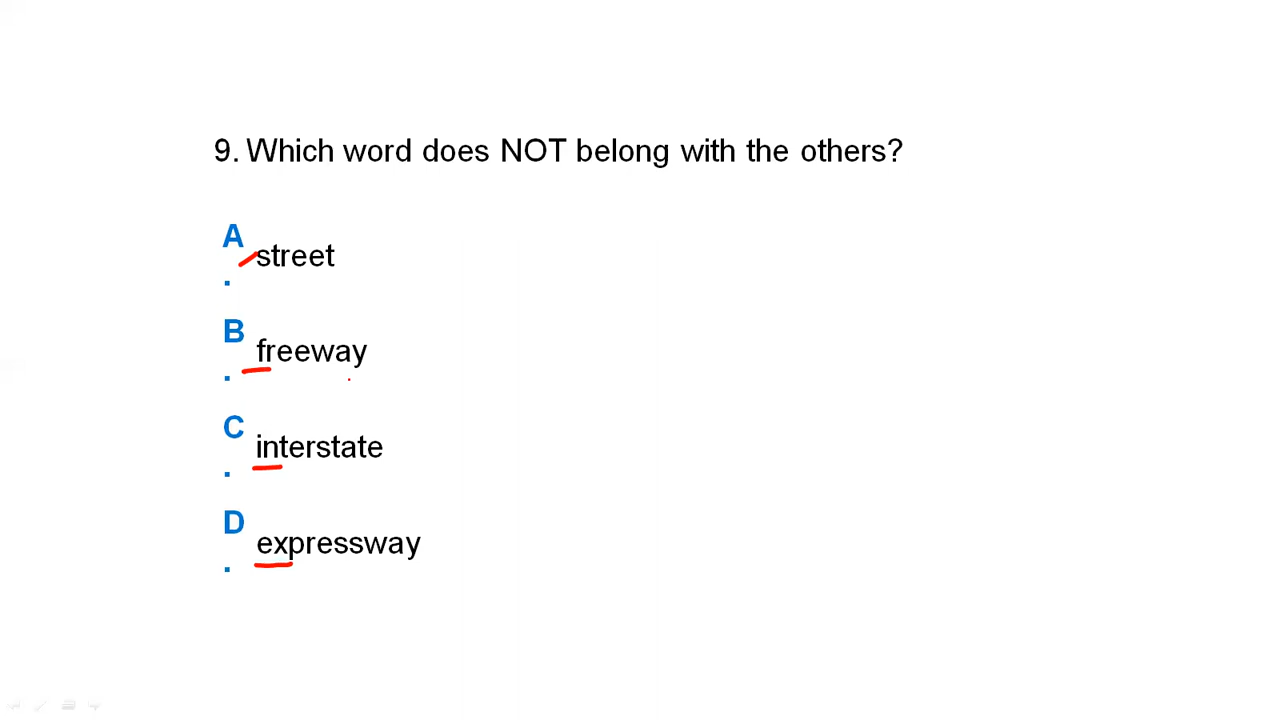 9. Which word does NOT belong with the others?
A. street
B. freeway
C. interstate
D. expressway